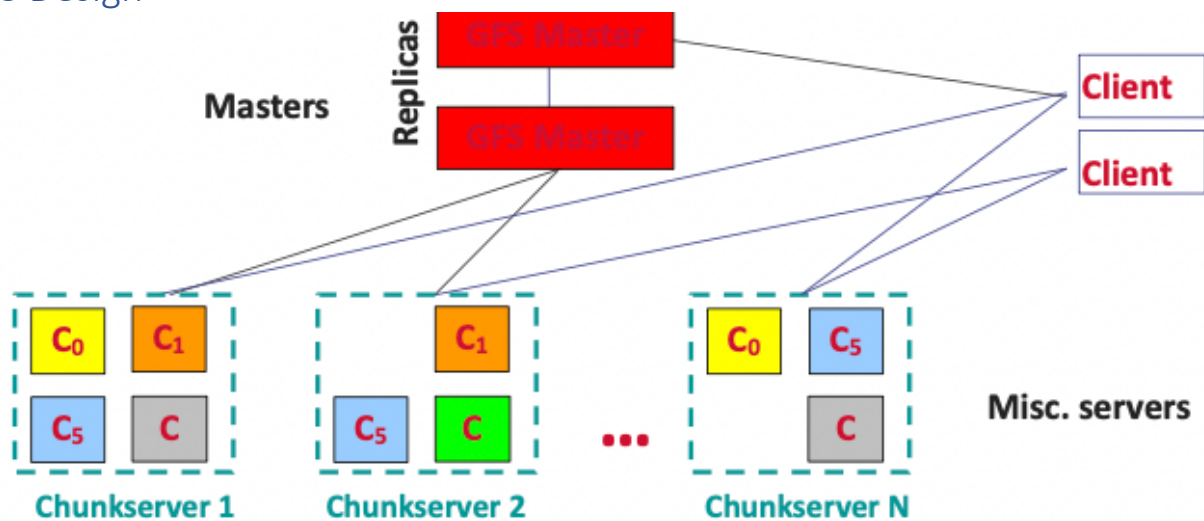 Design
GFS Master
Replicas
Masters
GFS Master
Client
Client
C₀ C₁
C₅ C
C₁
C₅ C
...
C₀ C₅
C
Misc. servers
Chunkserver 1
Chunkserver 2
Chunkserver N